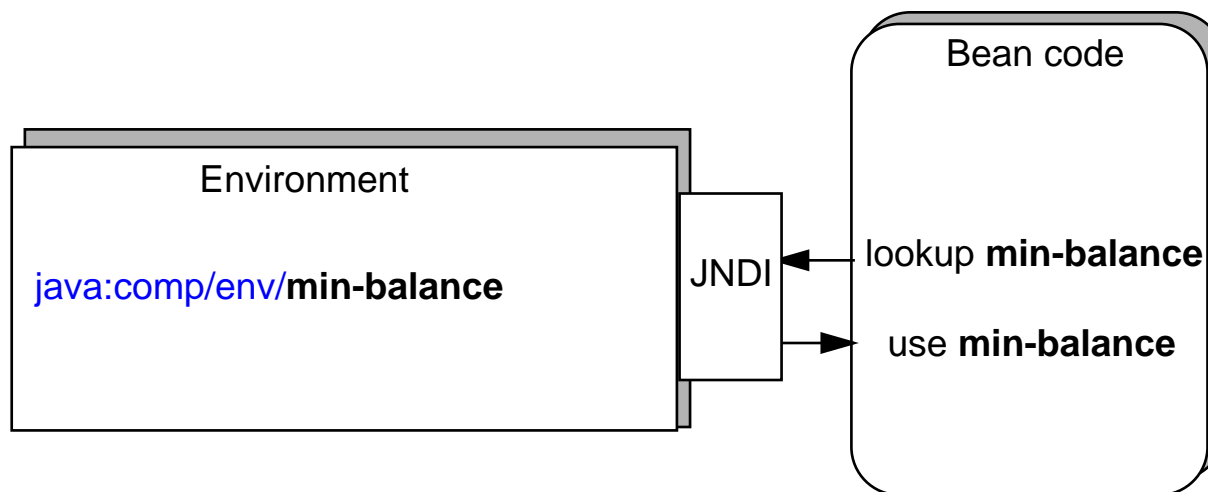 Bean code
Environment
lookup min-balance
java:comp/env/min-balance
JNDI
use min-balance